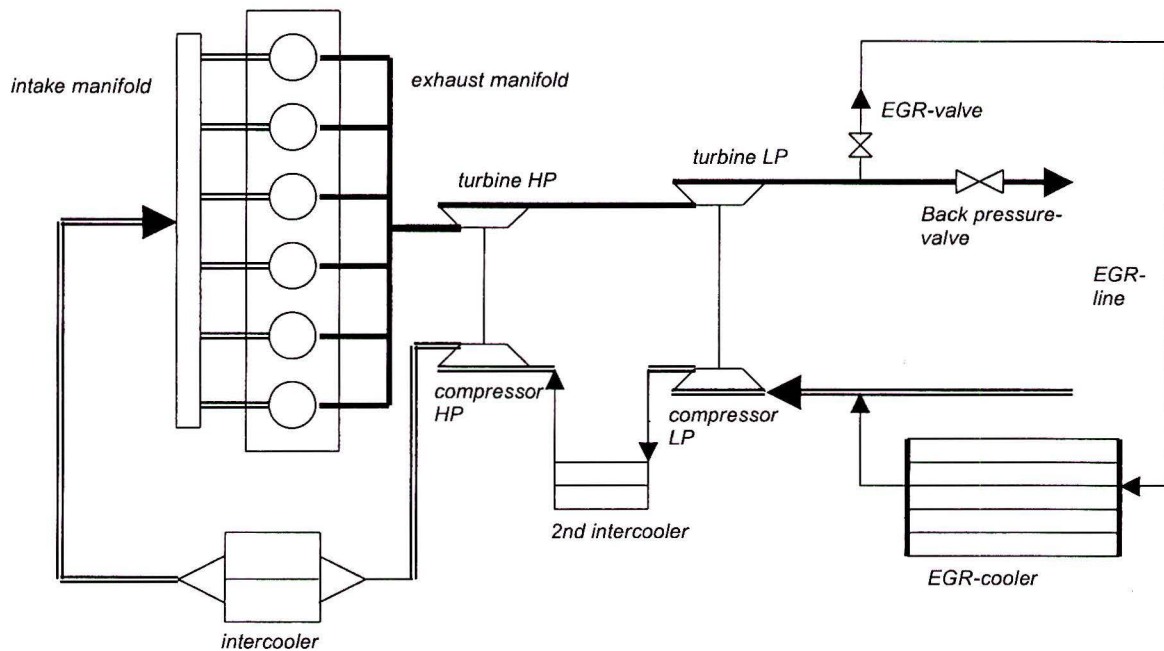 intake manifold
exhaust manifold
EGR-valve
turbine LP
turbine HP
Back pressure-
valve
EGR-
line
compressor
HP
compressor
LP
2nd intercooler
EGR-cooler
intercooler